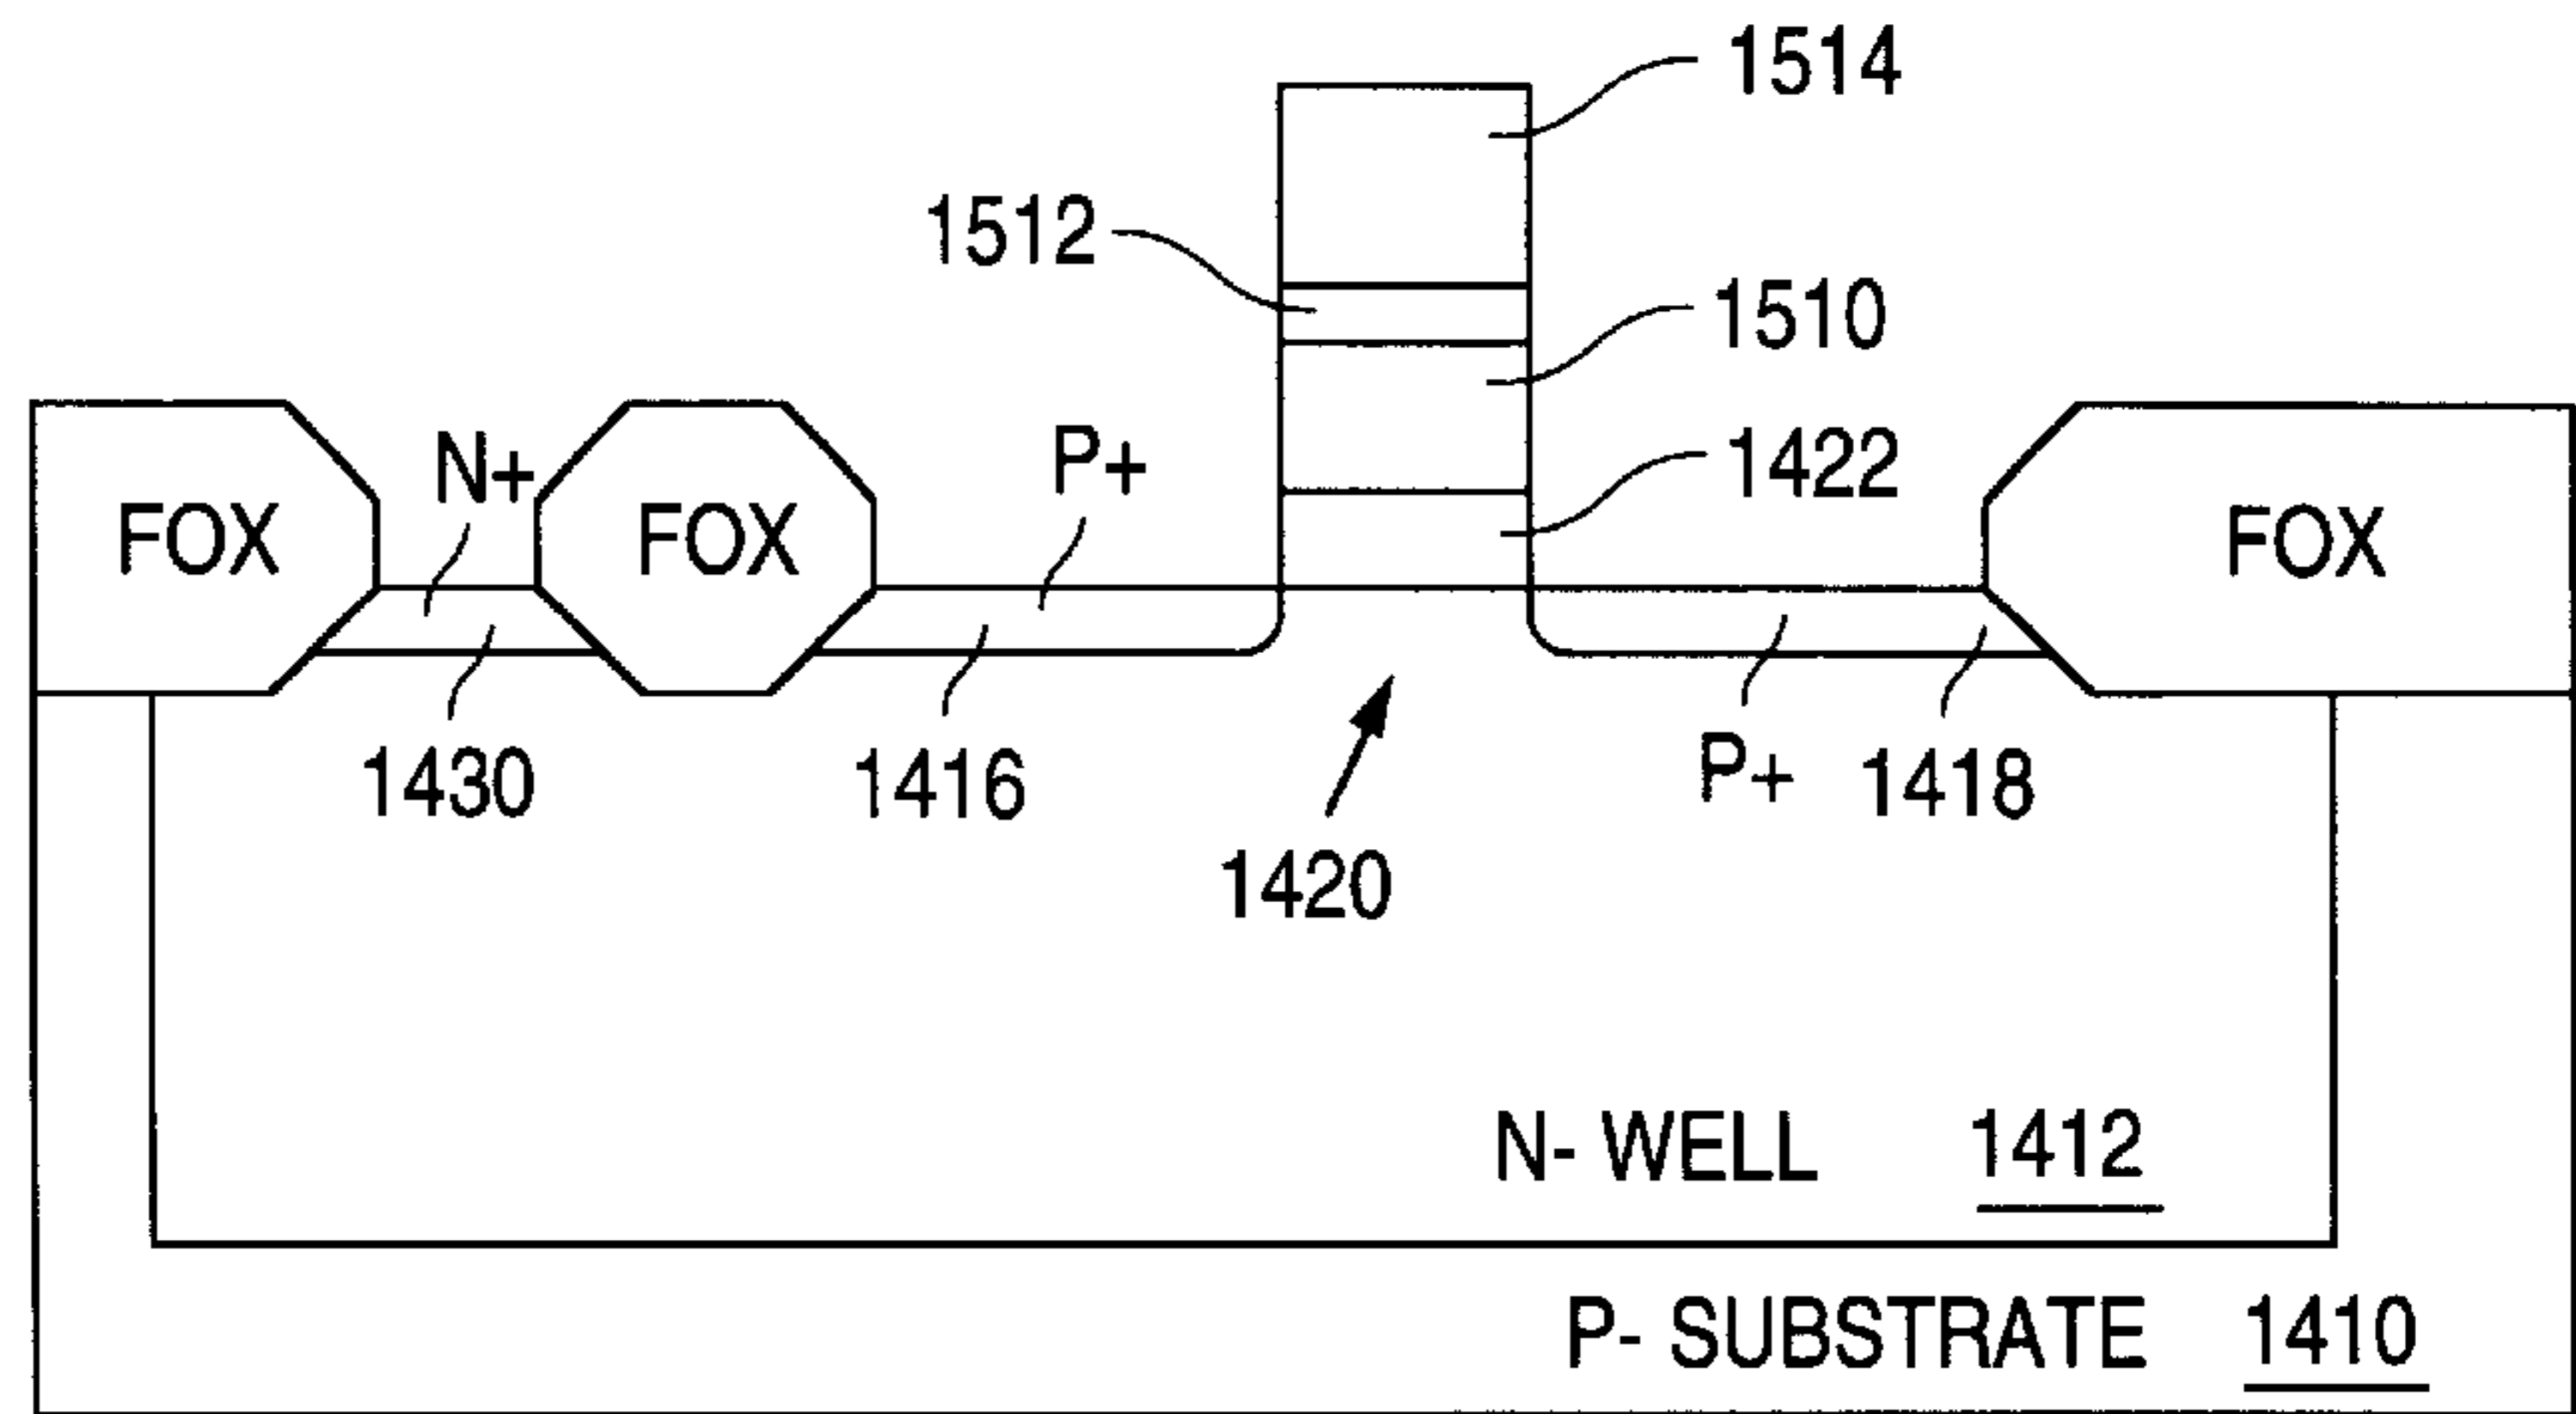 1514
1512
1510
1422
N+
P+
FOX
FOX
FOX
1430
1416
P+
1418
1420
N- WELL 1412
P- SUBSTRATE 1410